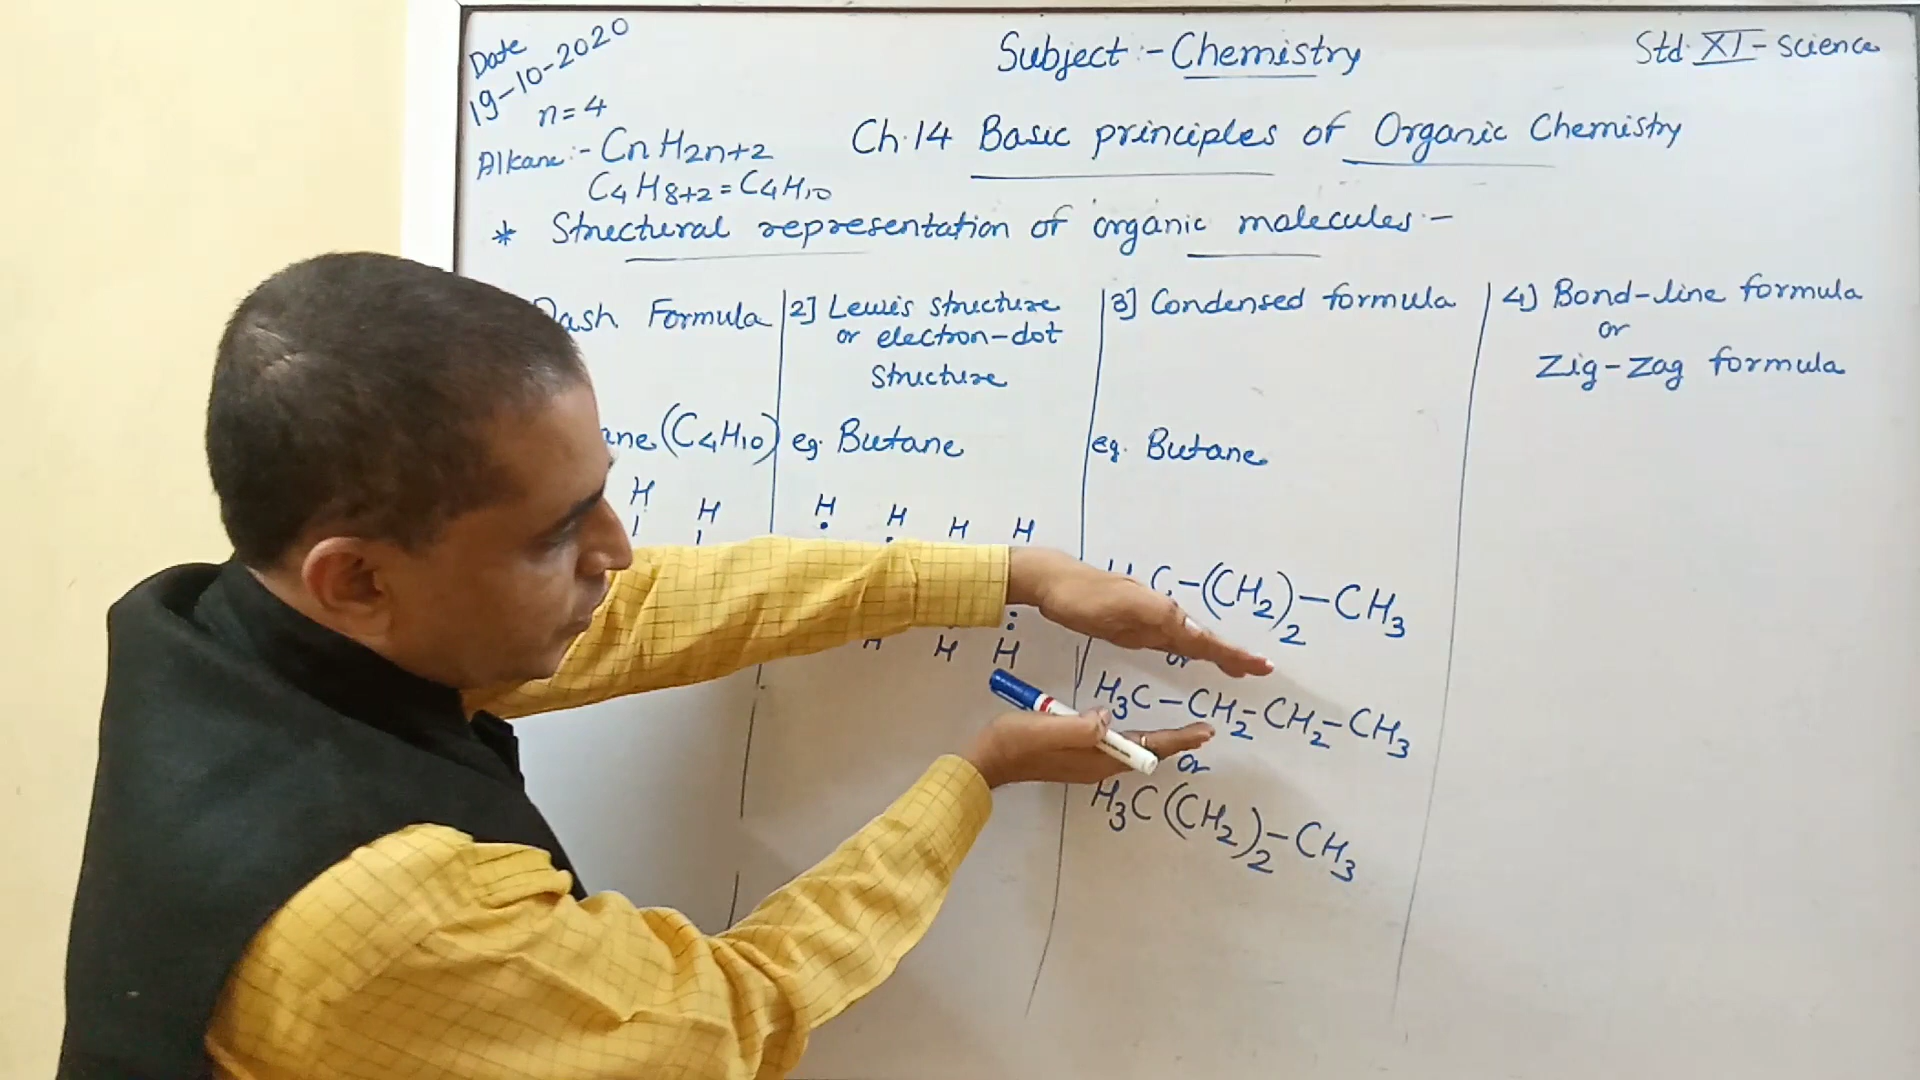 Date
19-10-2020
Subject :- Chemistry
Std. XI - science
n = 4
Alkane :- CnH2n+2
C4H8+2 = C4H10
Ch. 14 Basic principles of Organic Chemistry
* Structural representation of organic molecules :-
Formula
(C4H10)
H H
2] Lewis structure
or electron-dot
structure
eg. Butane
H H H H
H H H
3] Condensed formula
eg. Butane
C-(CH2)2-CH3
or
H3C-CH2-CH2-CH3
or
H3C(CH2)2-CH3
4] Bond-line formula
or
Zig-Zag formula